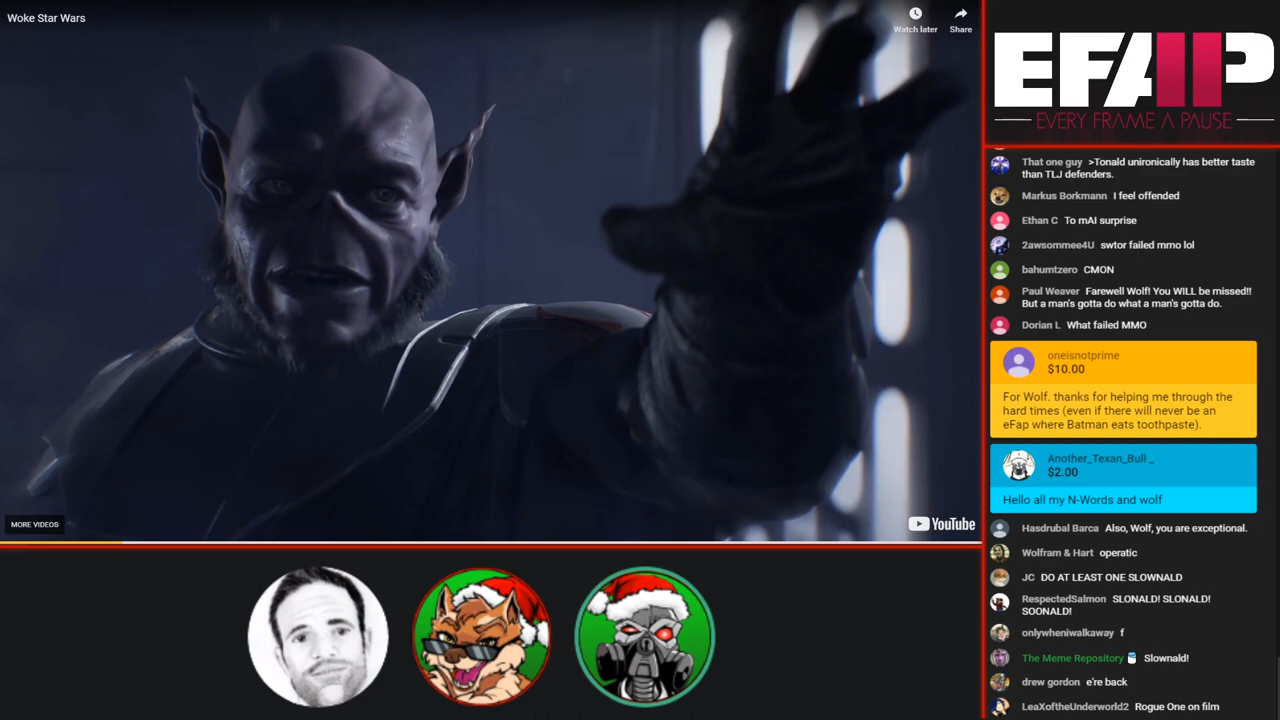 Woke Star Wars
Watch later
Share
MORE VIDEOS
YouTube
EFAP
EVERY FRAME A PAUSE
That one guy >Tonald unironically has better taste
than TLJ defenders.
Markus Borkmann I feel offended
Ethan C To mAI surprise
2awsommee4U swtor failed mmo lol
bahumtzero CMON
Paul Weaver Farewell Wolf! You WILL be missed!!
But a man's gotta do what a man's gotta do.
Dorian L What failed MMO
oneisnotprime
$10.00
For Wolf. thanks for helping me through the
hard times (even if there will never be an
eFap where Batman eats toothpaste).
Another_Texan_Bull _
$2.00
Hello all my N-Words and wolf
Hasdrubal Barca Also, Wolf, you are exceptional.
Wolfram & Hart operatic
JC DO AT LEAST ONE SLOWNALD
RespectedSalmon SLONALD! SLONALD!
SOONALD!
onlywheniwalkaway f
The Meme Repository Slownald!
drew gordon e're back
LeaXoftheUnderworld2 Rogue One on film